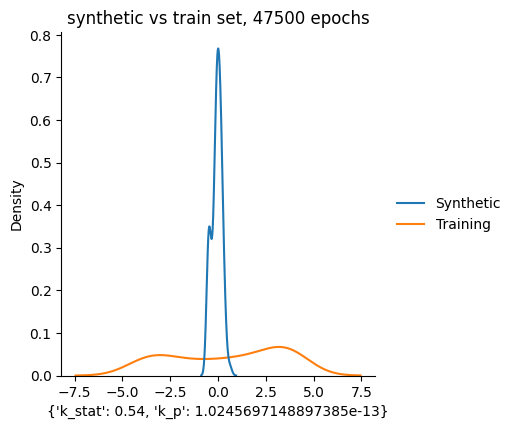 synthetic vs train set, 47500 epochs
0.8
0.7
0.6
0.5
0.4
0.3
0.2
0.1
0.0
Density
−7.5 −5.0 −2.5 0.0 2.5 5.0 7.5
{'k_stat': 0.54, 'k_p': 1.0245697148897385e-13}
Synthetic
Training